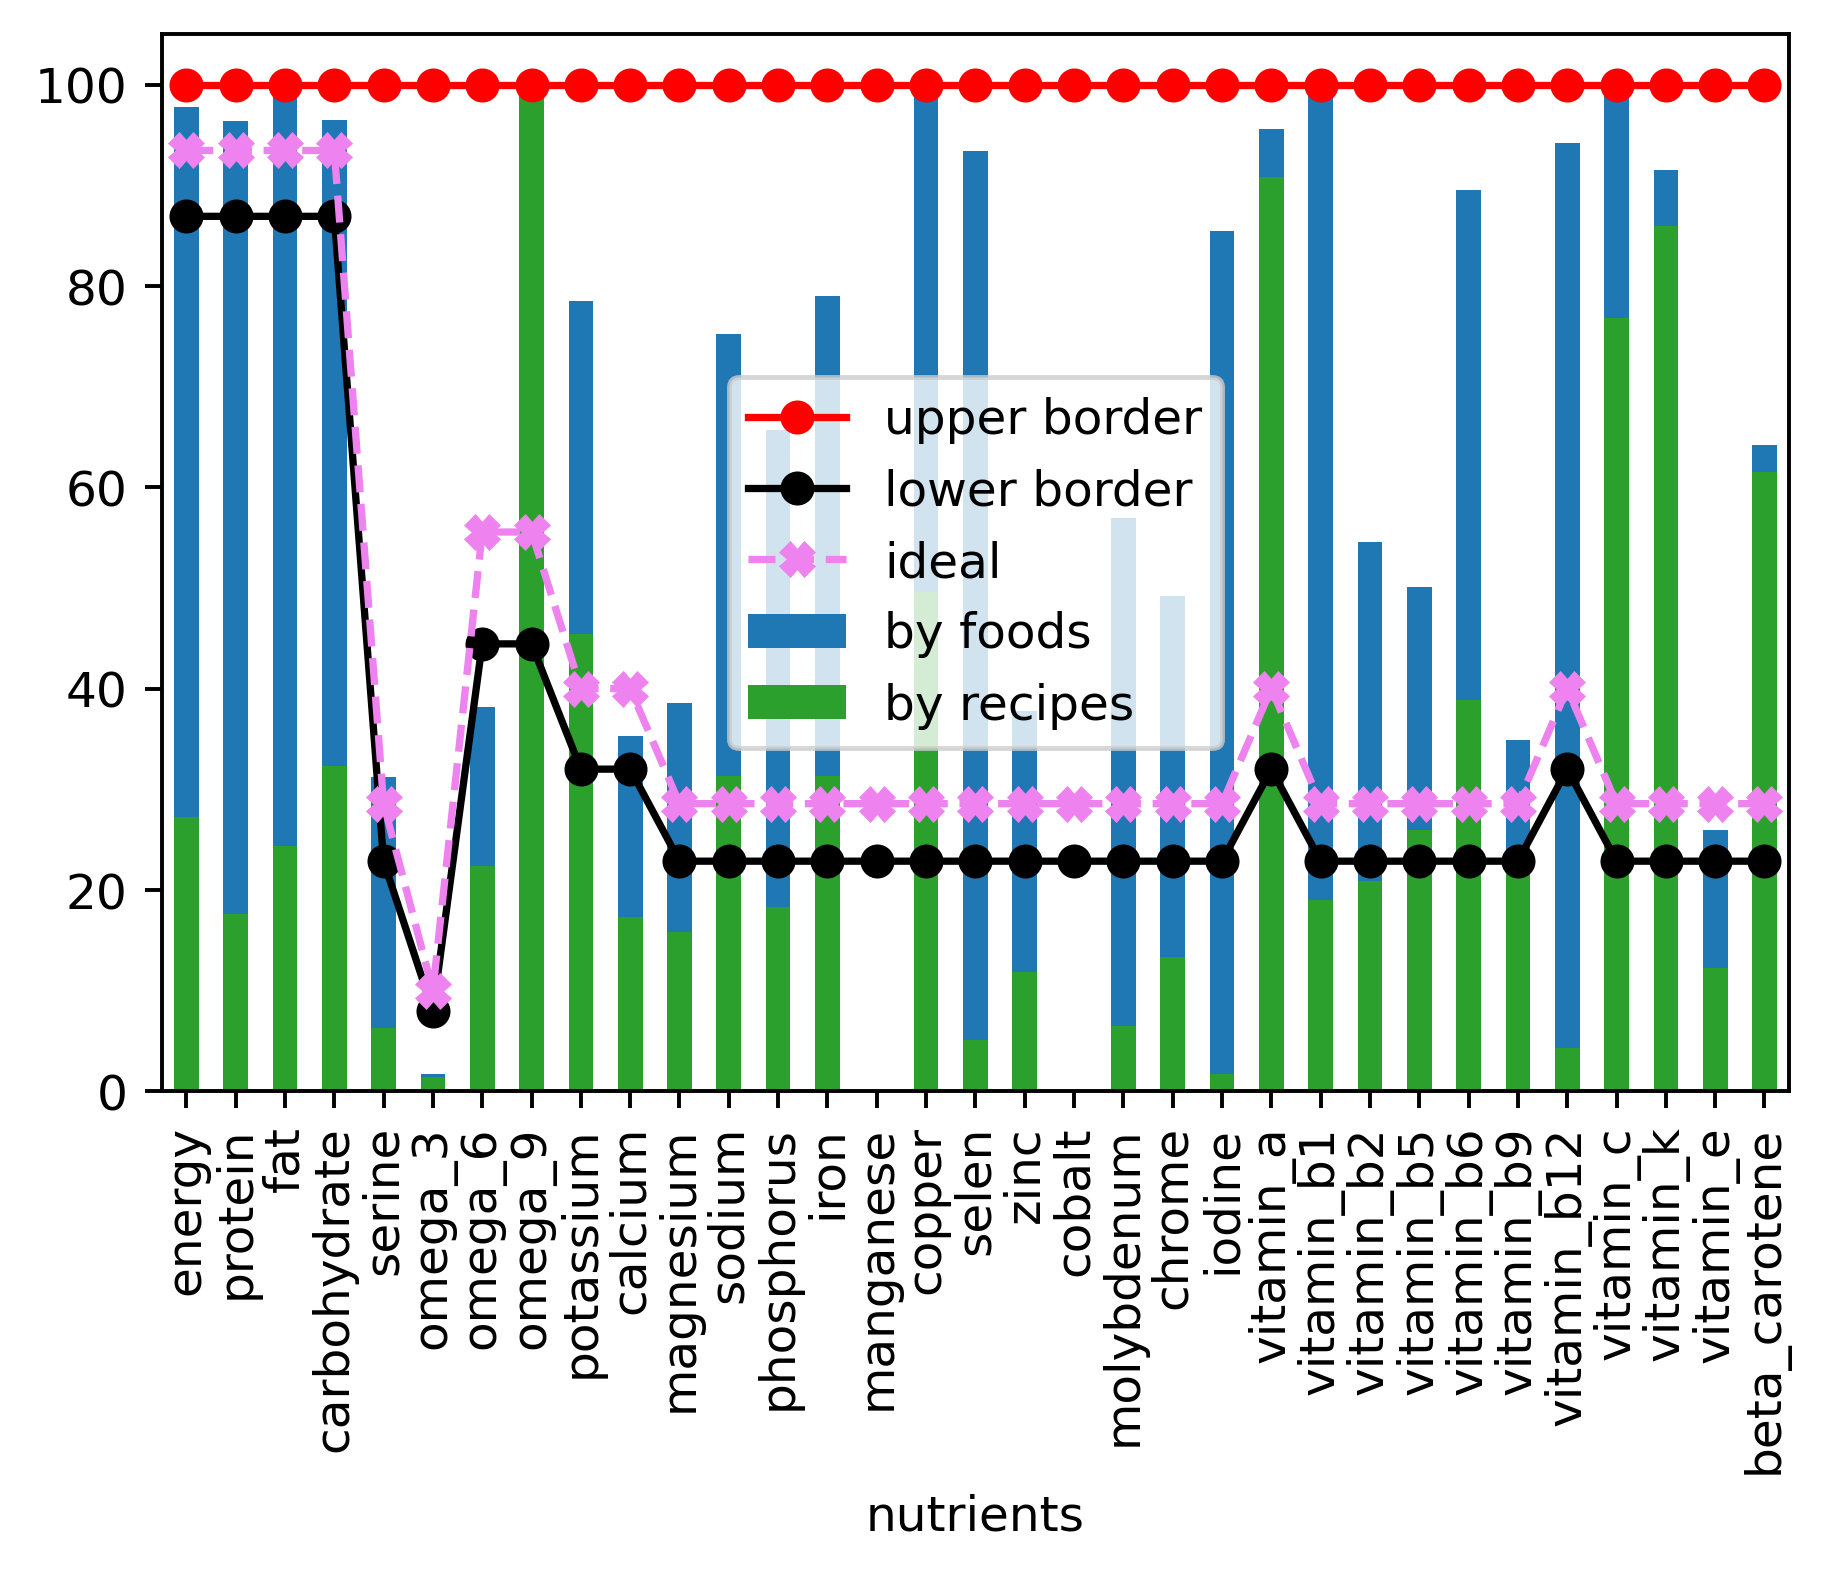 100
80
60
40
20
0
upper border
lower border
ideal
by foods
by recipes
energy
protein
fat
carbohydrate
serine
omega_3
omega_6
omega_9
potassium
calcium
magnesium
sodium
phosphorus
iron
manganese
copper
selen
zinc
cobalt
molybdenum
chrome
iodine
vitamin_a
vitamin_b1
vitamin_b2
vitamin_b5
vitamin_b6
vitamin_b9
vitamin_b12
vitamin_c
vitamin_k
vitamin_e
beta_carotene
nutrients